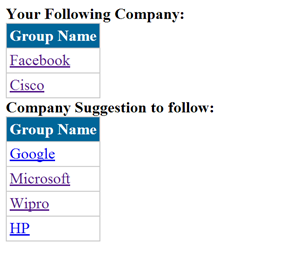 Your Following Company:
Group Name
Facebook
Cisco
Company Suggestion to follow:
Group Name
Google
Microsoft
Wipro
HP